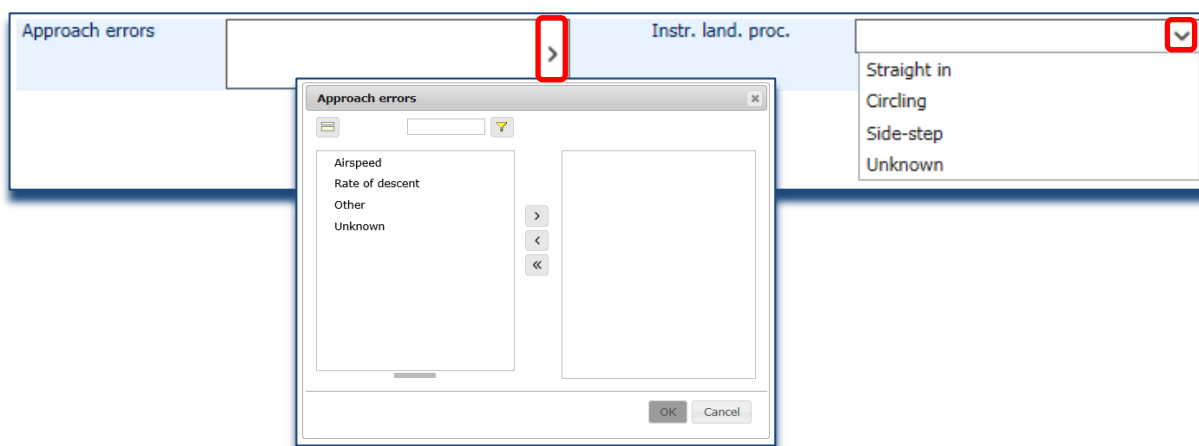 Approach errors
Instr. land. proc.
Straight in
Circling
Side-step
Unknown
Approach errors
Airspeed
Rate of descent
Other
Unknown
OK
Cancel